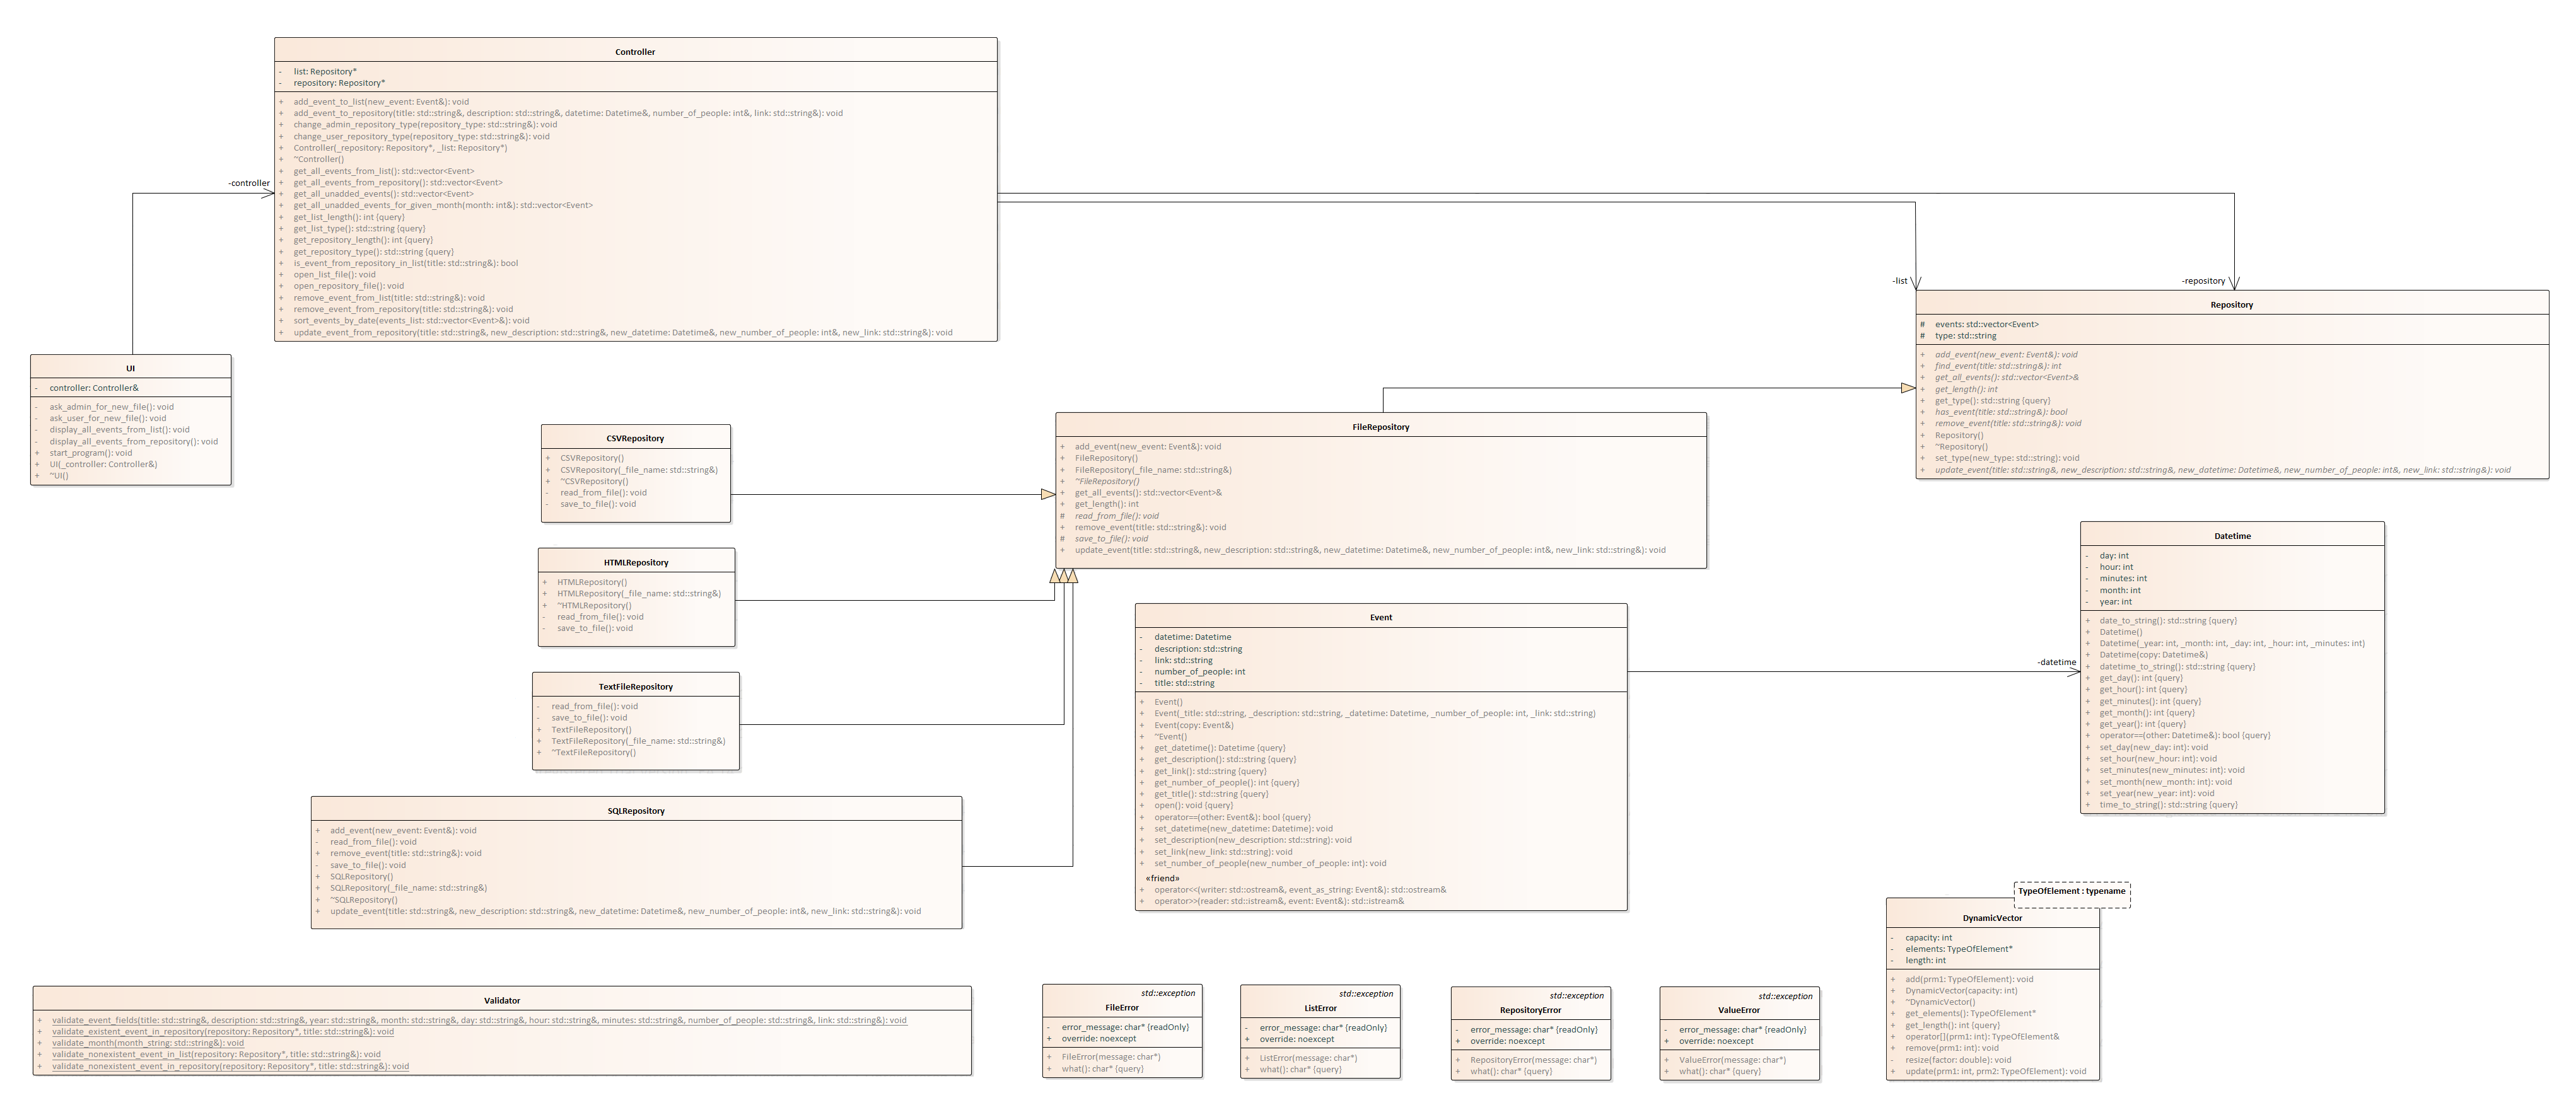 Controller
- list: Repository*
- repository: Repository*
+ add_event_to_list(new_event: Event&): void
+ add_event_to_repository(title: std::string&, description: std::string&, datetime: Datetime&, number_of_people: int&, link: std::string&): void
+ change_admin_repository_type(repository_type: std::string&): void
+ change_user_repository_type(repository_type: std::string&): void
+ Controller(_repository: Repository*, _list: Repository*)
+ ~Controller()
+ get_all_events_from_list(): std::vector<Event>
+ get_all_events_from_repository(): std::vector<Event>
+ get_all_unadded_events(): std::vector<Event>
+ get_all_unadded_events_for_given_month(month: int&): std::vector<Event>
+ get_list_length(): int {query}
+ get_list_type(): std::string {query}
+ get_repository_length(): int {query}
+ get_repository_type(): std::string {query}
+ is_event_from_repository_in_list(title: std::string&): bool
+ open_list_file(): void
+ open_repository_file(): void
+ remove_event_from_list(title: std::string&): void
+ remove_event_from_repository(title: std::string&): void
+ sort_events_by_date(events_list: std::vector<Event>&): void
+ update_event_from_repository(title: std::string&, new_description: std::string&, new_datetime: Datetime&, new_number_of_people: int&, new_link: std::string&): void
-controller
-list
-repository
Repository
# events: std::vector<Event>
# type: std::string
+ add_event(new_event: Event&): void
+ find_event(title: std::string&): int
+ get_all_events(): std::vector<Event>&
+ get_length(): int
+ get_type(): std::string {query}
+ has_event(title: std::string&): bool
+ remove_event(title: std::string&): void
+ Repository()
+ ~Repository()
+ set_type(new_type: std::string): void
+ update_event(title: std::string&, new_description: std::string&, new_datetime: Datetime&, new_number_of_people: int&, new_link: std::string&): void
UI
- controller: Controller&
- ask_admin_for_new_file(): void
- ask_user_for_new_file(): void
- display_all_events_from_list(): void
- display_all_events_from_repository(): void
+ start_program(): void
+ UI(_controller: Controller&)
+ ~UI()
CSVRepository
+ CSVRepository()
+ CSVRepository(_file_name: std::string&)
+ ~CSVRepository()
- read_from_file(): void
- save_to_file(): void
FileRepository
+ add_event(new_event: Event&): void
+ FileRepository()
+ FileRepository(_file_name: std::string&)
+ ~FileRepository()
+ get_all_events(): std::vector<Event>&
+ get_length(): int
# read_from_file(): void
+ remove_event(title: std::string&): void
# save_to_file(): void
+ update_event(title: std::string&, new_description: std::string&, new_datetime: Datetime&, new_number_of_people: int&, new_link: std::string&): void
HTMLRepository
+ HTMLRepository()
+ HTMLRepository(_file_name: std::string&)
+ ~HTMLRepository()
- read_from_file(): void
- save_to_file(): void
TextFileRepository
- read_from_file(): void
- save_to_file(): void
+ TextFileRepository()
+ TextFileRepository(_file_name: std::string&)
+ ~TextFileRepository()
SQLRepository
+ add_event(new_event: Event&): void
- read_from_file(): void
+ remove_event(title: std::string&): void
- save_to_file(): void
+ SQLRepository()
+ SQLRepository(_file_name: std::string&)
+ ~SQLRepository()
+ update_event(title: std::string&, new_description: std::string&, new_datetime: Datetime&, new_number_of_people: int&, new_link: std::string&): void
Event
- datetime: Datetime
- description: std::string
- link: std::string
- number_of_people: int
- title: std::string
+ Event()
+ Event(_title: std::string, _description: std::string, _datetime: Datetime, _number_of_people: int, _link: std::string)
+ Event(copy: Event&)
+ ~Event()
+ get_datetime(): Datetime {query}
+ get_description(): std::string {query}
+ get_link(): std::string {query}
+ get_number_of_people(): int {query}
+ get_title(): std::string {query}
+ open(): void {query}
+ operator==(other: Event&): bool {query}
+ set_datetime(new_datetime: Datetime): void
+ set_description(new_description: std::string): void
+ set_link(new_link: std::string): void
+ set_number_of_people(new_number_of_people: int): void
«friend»
+ operator<<(writer: std::ostream&, event_as_string: Event&): std::ostream&
+ operator>>(reader: std::istream&, event: Event&): std::istream&
-datetime
Datetime
- day: int
- hour: int
- minutes: int
- month: int
- year: int
+ date_to_string(): std::string {query}
+ Datetime()
+ Datetime(_year: int, _month: int, _day: int, _hour: int, _minutes: int)
+ Datetime(copy: Datetime&)
+ datetime_to_string(): std::string {query}
+ get_day(): int {query}
+ get_hour(): int {query}
+ get_minutes(): int {query}
+ get_month(): int {query}
+ get_year(): int {query}
+ operator==(other: Datetime&): bool {query}
+ set_day(new_day: int): void
+ set_hour(new_hour: int): void
+ set_minutes(new_minutes: int): void
+ set_month(new_month: int): void
+ set_year(new_year: int): void
+ time_to_string(): std::string {query}
Validator
+ validate_event_fields(title: std::string&, description: std::string&, year: std::string&, month: std::string&, day: std::string&, hour: std::string&, minutes: std::string&, number_of_people: std::string&, link: std::string&): void
+ validate_existent_event_in_repository(repository: Repository*, title: std::string&): void
+ validate_month(month_string: std::string&): void
+ validate_nonexistent_event_in_list(repository: Repository*, title: std::string&): void
+ validate_nonexistent_event_in_repository(repository: Repository*, title: std::string&): void
std::exception
FileError
- error_message: char* {readOnly}
+ override: noexcept
+ FileError(message: char*)
+ what(): char* {query}
std::exception
ListError
- error_message: char* {readOnly}
+ override: noexcept
+ ListError(message: char*)
+ what(): char* {query}
std::exception
RepositoryError
- error_message: char* {readOnly}
+ override: noexcept
+ RepositoryError(message: char*)
+ what(): char* {query}
std::exception
ValueError
- error_message: char* {readOnly}
+ override: noexcept
+ ValueError(message: char*)
+ what(): char* {query}
TypeOfElement : typename
DynamicVector
- capacity: int
- elements: TypeOfElement*
- length: int
+ add(prm1: TypeOfElement): void
+ DynamicVector(capacity: int)
+ ~DynamicVector()
+ get_elements(): TypeOfElement*
+ get_length(): int {query}
+ operator[](prm1: int): TypeOfElement&
+ remove(prm1: int): void
- resize(factor: double): void
+ update(prm1: int, prm2: TypeOfElement): void